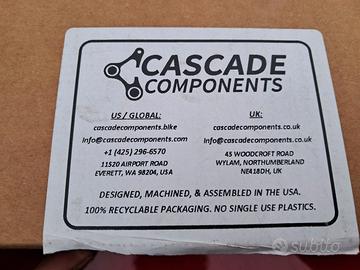 CASCADE
COMPONENTS
US / GLOBAL:
cascadecomponents.bike
Info@cascadecomponents.com
+1 (425) 296-6570
11520 AIRPORT ROAD
EVERETT, WA 98204, USA
UK:
cascadecomponents.co.uk
Info@cascadecomponents.co.uk
45 WOODCROFT ROAD
WYLAM, NORTHUMBERLAND
NE418DH, UK
DESIGNED, MACHINED, & ASSEMBLED IN THE USA.
100% RECYCLABLE PACKAGING. NO SINGLE USE PLASTICS.
subito